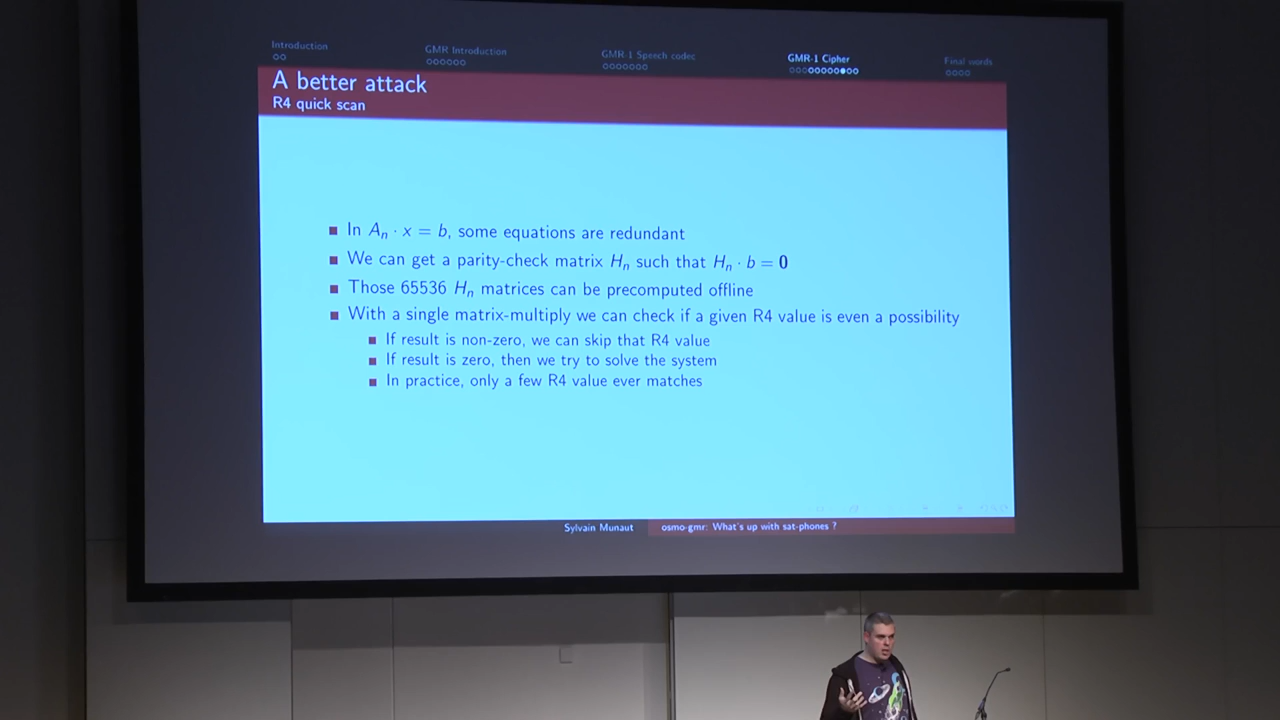 Introduction
GMR Introduction
GMR-1 Speech codec
GMR-1 Cipher
Final words
A better attack
R4 quick scan
In Aₙ · x = b, some equations are redundant
We can get a parity-check matrix Hₙ such that Hₙ · b = 0
Those 65536 Hₙ matrices can be precomputed offline
With a single matrix-multiply we can check if a given R4 value is even a possibility
If result is non-zero, we can skip that R4 value
If result is zero, then we try to solve the system
In practice, only a few R4 value ever matches
Sylvain Munaut
osmo-gmr: What's up with sat-phones ?